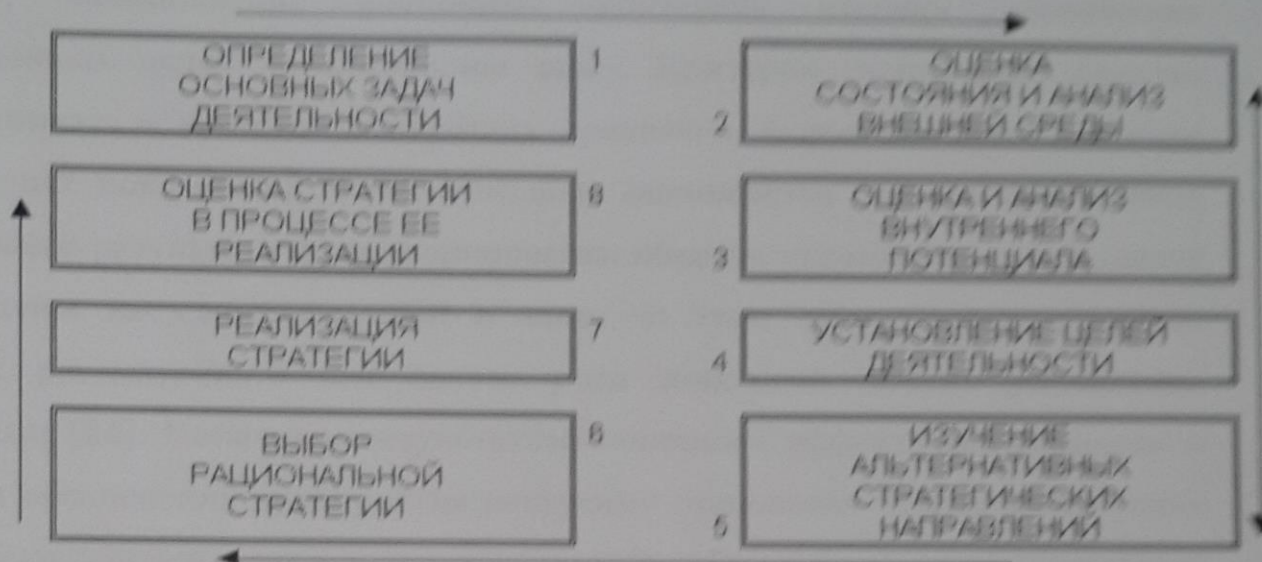 ОПРЕДЕЛЕНИЕ
ОСНОВНЫХ ЗАДАЧ
ДЕЯТЕЛЬНОСТИ
1
2
ОЦЕНКА
СОСТОЯНИЯ И АНАЛИЗ
ВНЕШНЕЙ СРЕДЫ
3
ОЦЕНКА И АНАЛИЗ
ВНУТРЕННЕГО
ПОТЕНЦИАЛА
4
УСТАНОВЛЕНИЕ ЦЕЛЕЙ
ДЕЯТЕЛЬНОСТИ
5
ИЗУЧЕНИЕ
АЛЬТЕРНАТИВНЫХ
СТРАТЕГИЧЕСКИХ
НАПРАВЛЕНИЙ
6
ВЫБОР
РАЦИОНАЛЬНОЙ
СТРАТЕГИИ
7
РЕАЛИЗАЦИЯ
СТРАТЕГИИ
8
ОЦЕНКА СТРАТЕГИИ
В ПРОЦЕССЕ ЕЕ
РЕАЛИЗАЦИИ